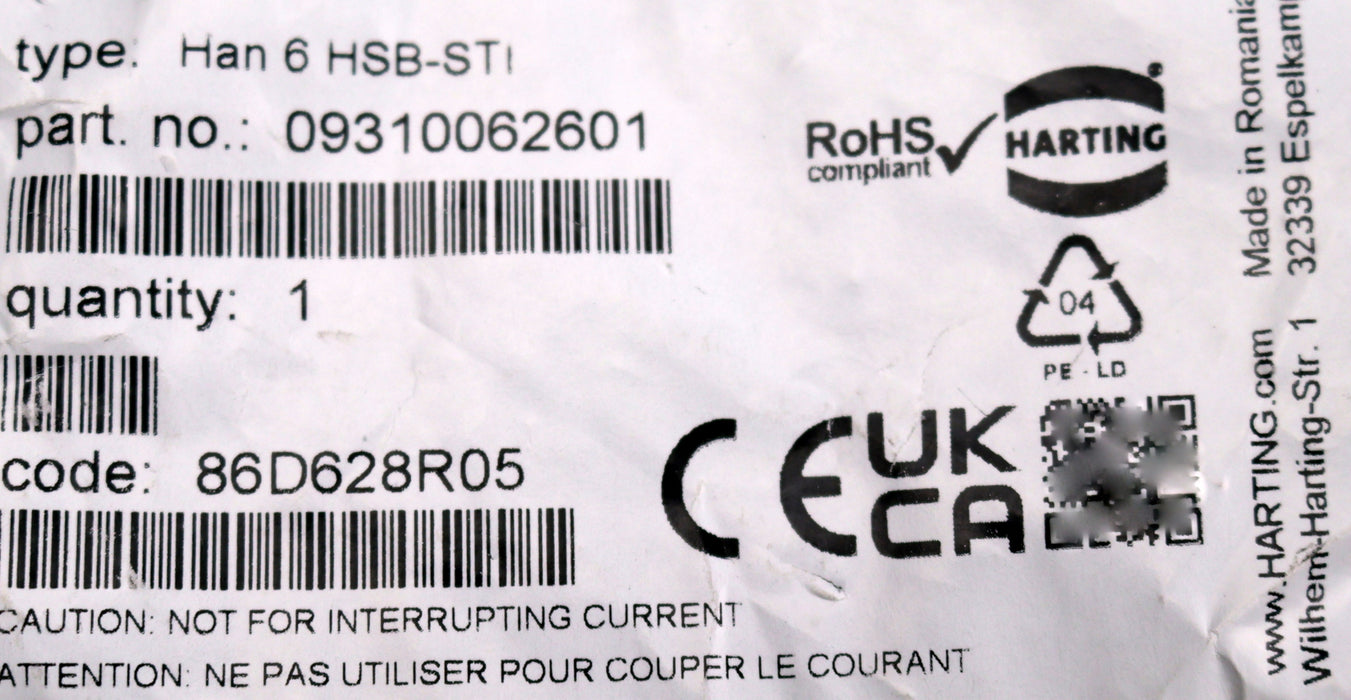 type: Han 6 HSB-STI
part. no.: 09310062601
quantity: 1
code: 86D628R05
CAUTION: NOT FOR INTERRUPTING CURRENT
ATTENTION: NE PAS UTILISER POUR COUPER LE COURANT
RoHS
compliant
HARTING
04
PE-LD
CE
UK
CA
www.HARTING.com Made in Romania
Wilhem-Harting-Str. 1 32339 Espelkamp